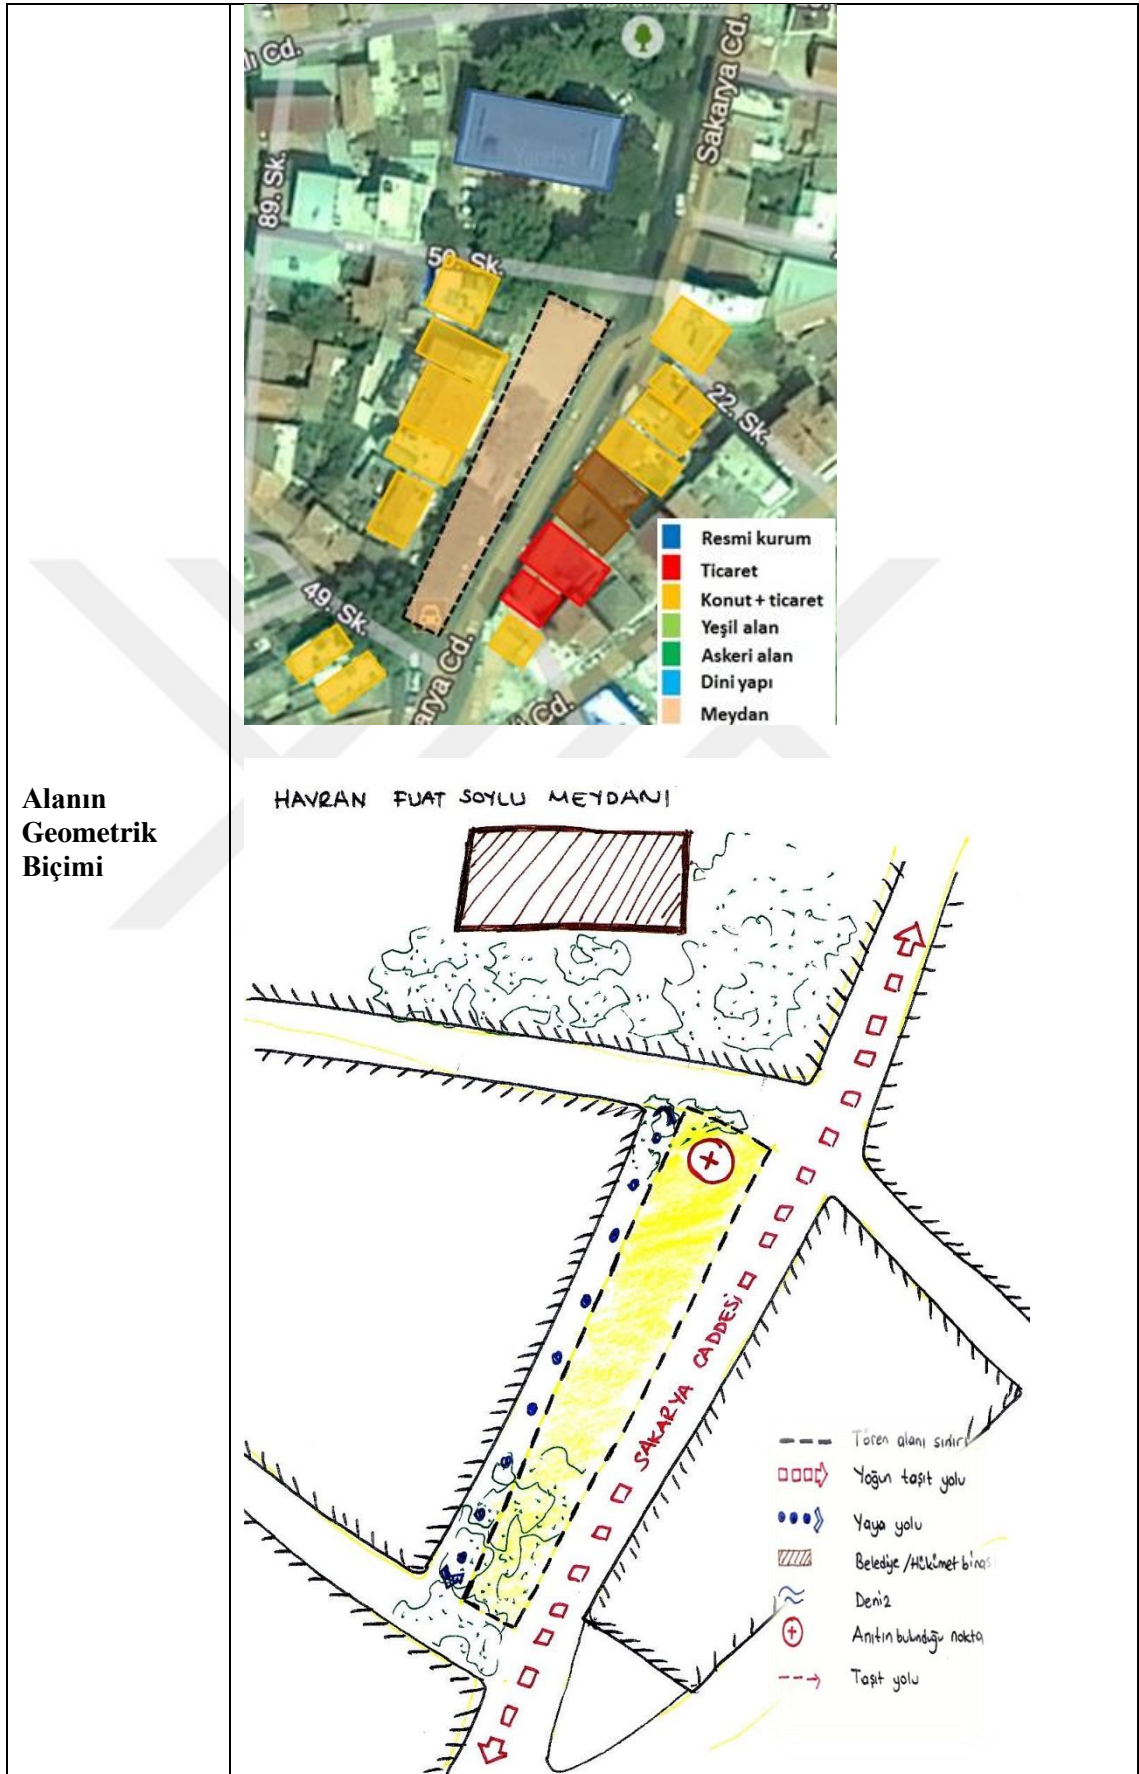 Alanın
Geometrik
Biçimi
Cd.
Sakarya Cd.
89. Sk.
Yandex
50. Sk.
22. Sk.
49. Sk.
arya Cd.
Cd.
Resmi kurum
Ticaret
Konut + ticaret
Yeşil alan
Askeri alan
Dini yapı
Meydan
HAVRAN FUAT SOYLU MEYDANI
SAKARYA CADDESİ
Tören alanı sınırı
Yoğun taşıt yolu
Yaya yolu
Belediye / Hükümet binası
Deniz
Anıtın bulunduğu nokta
Taşıt yolu